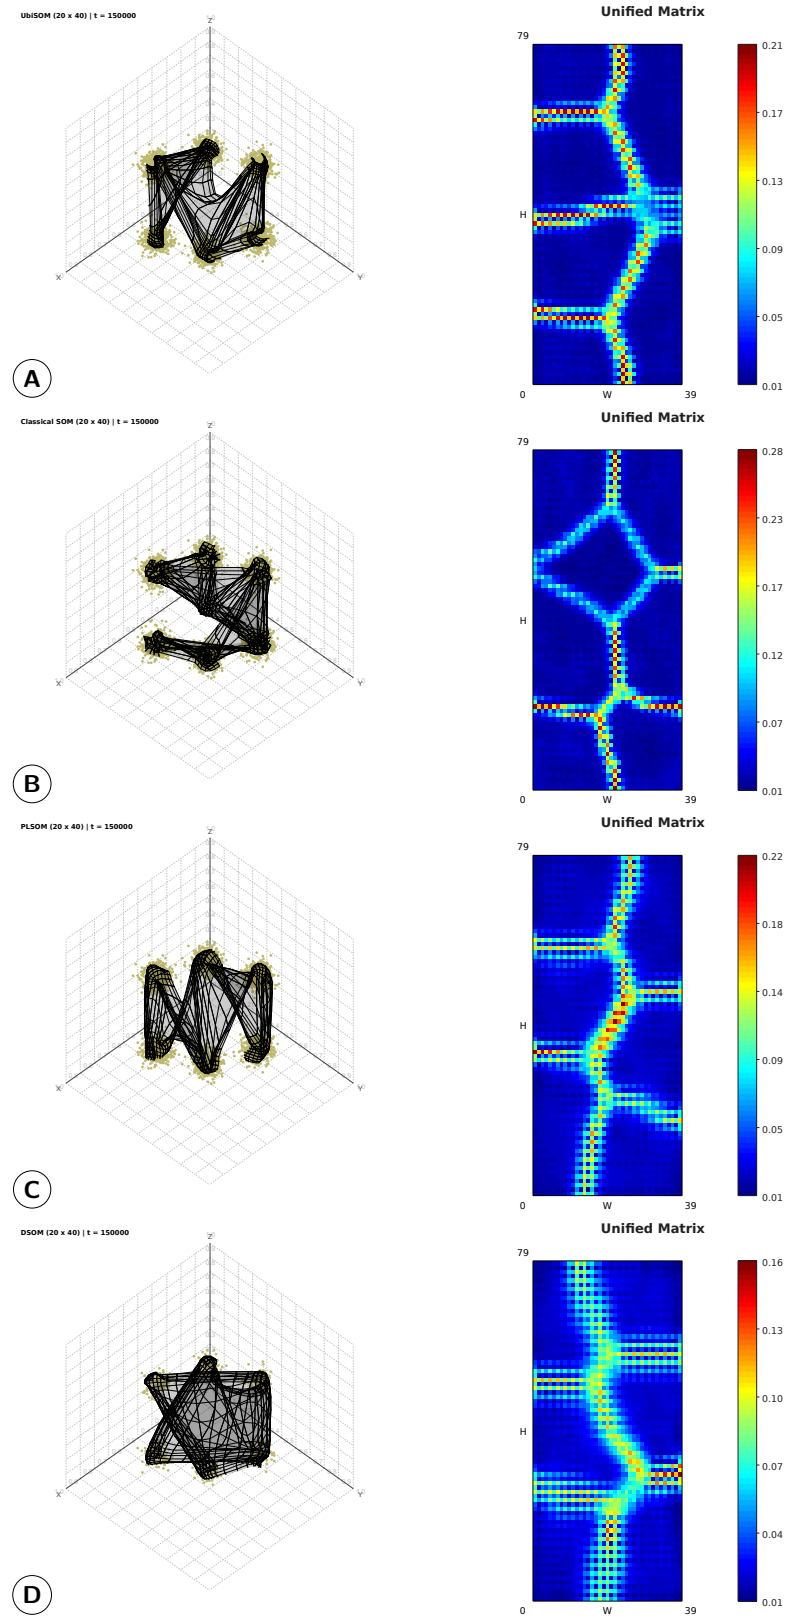 UbiSOM (20 x 40) | t = 150000
Unified Matrix
Z
X
Y
79
H
0
W
39
0.21
0.17
0.13
0.09
0.05
0.01
A
Classical SOM (20 x 40) | t = 150000
Unified Matrix
Z
X
Y
79
H
0
W
39
0.28
0.23
0.17
0.12
0.07
0.01
B
PLSOM (20 x 40) | t = 150000
Unified Matrix
Z
X
Y
79
H
0
W
39
0.22
0.18
0.14
0.09
0.05
0.01
C
DSOM (20 x 40) | t = 150000
Unified Matrix
Z
X
Y
79
H
0
W
39
0.16
0.13
0.10
0.07
0.04
0.01
D